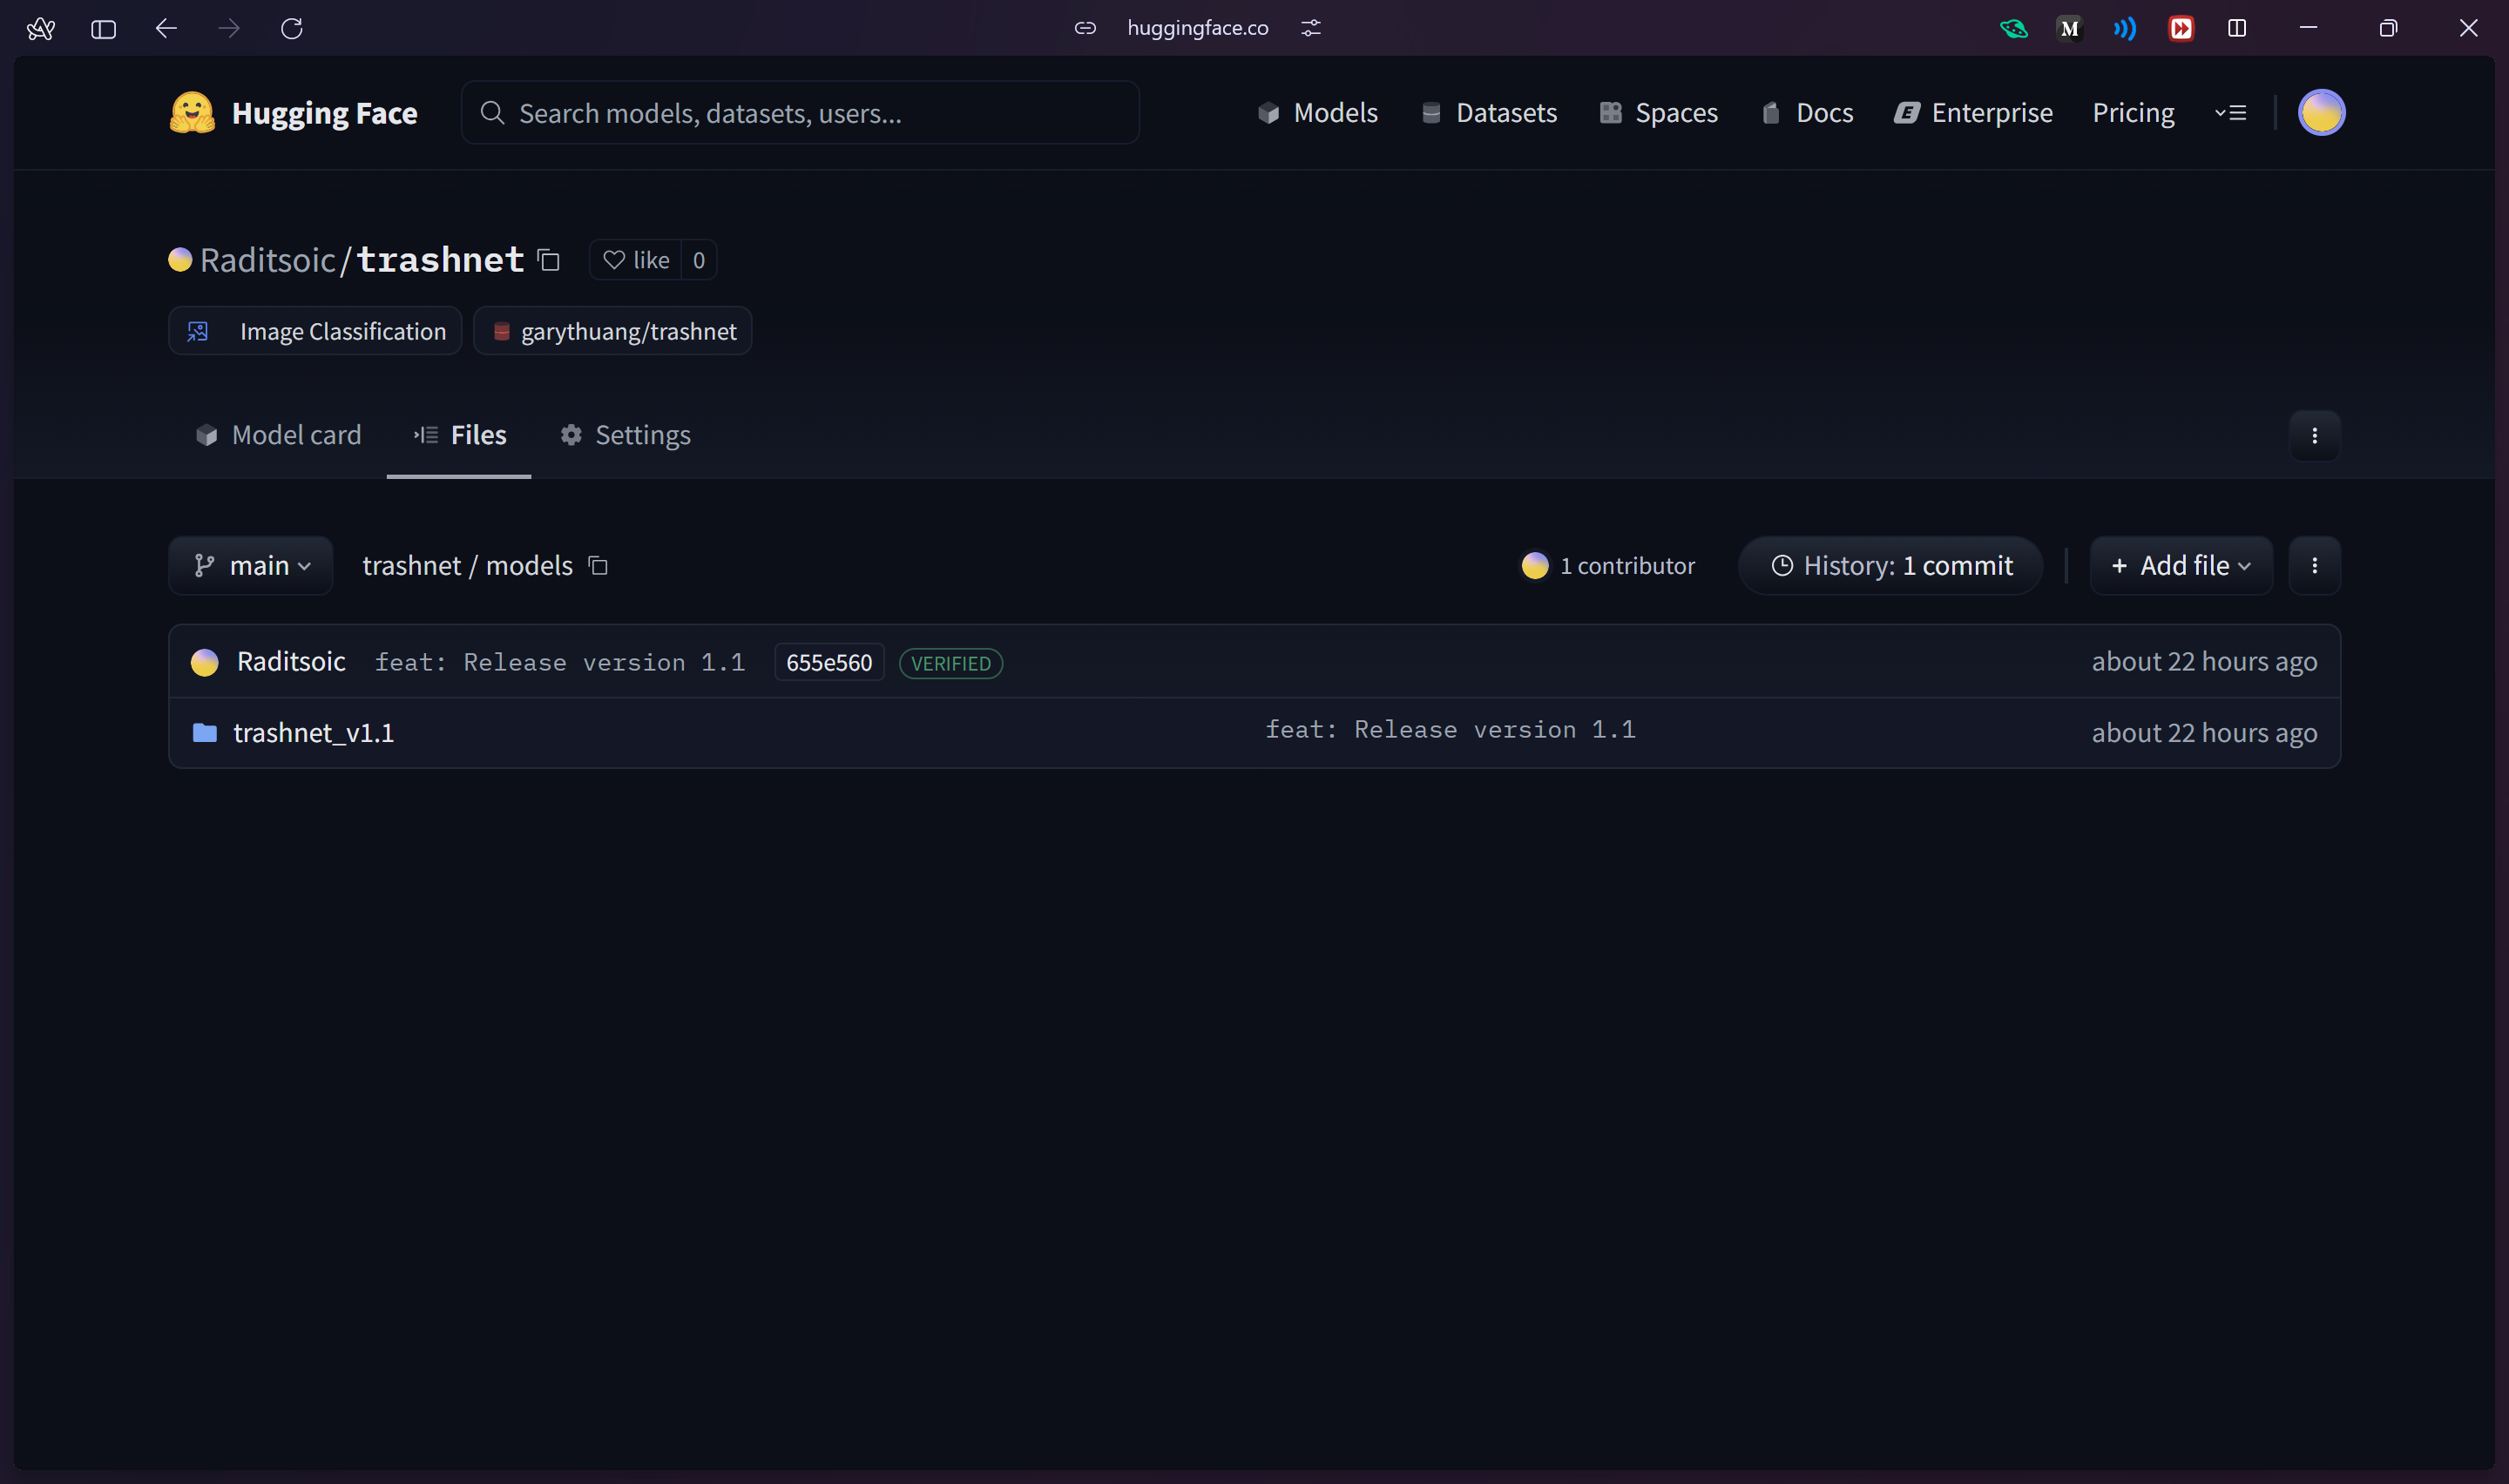 huggingface.co
M
Hugging Face
Search models, datasets, users...
Models
Datasets
Spaces
Docs
E Enterprise
Pricing
Raditsoic/trashnet
like 0
Image Classification
garythuang/trashnet
Model card
Files
Settings
main
trashnet / models
1 contributor
History: 1 commit
+ Add file
Raditsoic feat: Release version 1.1 655e560 VERIFIED about 22 hours ago
trashnet_v1.1 feat: Release version 1.1 about 22 hours ago